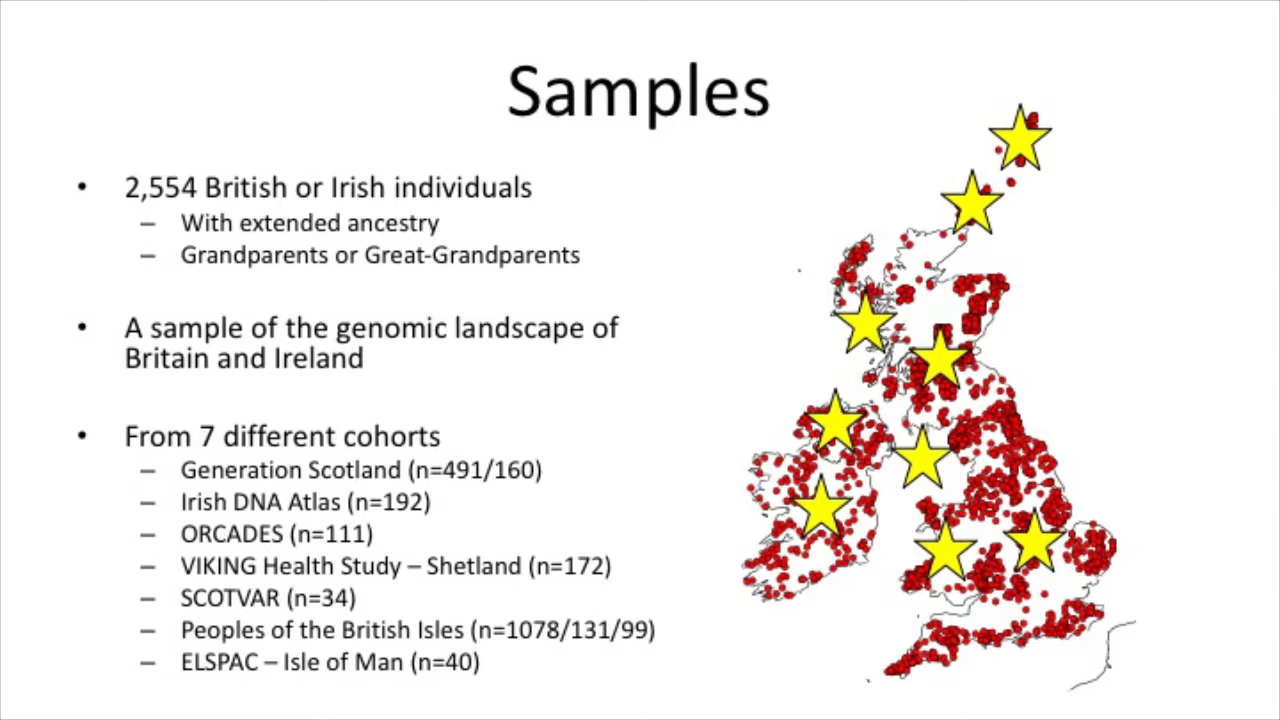 Samples
• 2,554 British or Irish individuals
– With extended ancestry
– Grandparents or Great-Grandparents
• A sample of the genomic landscape of
Britain and Ireland
• From 7 different cohorts
– Generation Scotland (n=491/160)
– Irish DNA Atlas (n=192)
– ORCADES (n=111)
– VIKING Health Study – Shetland (n=172)
– SCOTVAR (n=34)
– Peoples of the British Isles (n=1078/131/99)
– ELSPAC – Isle of Man (n=40)